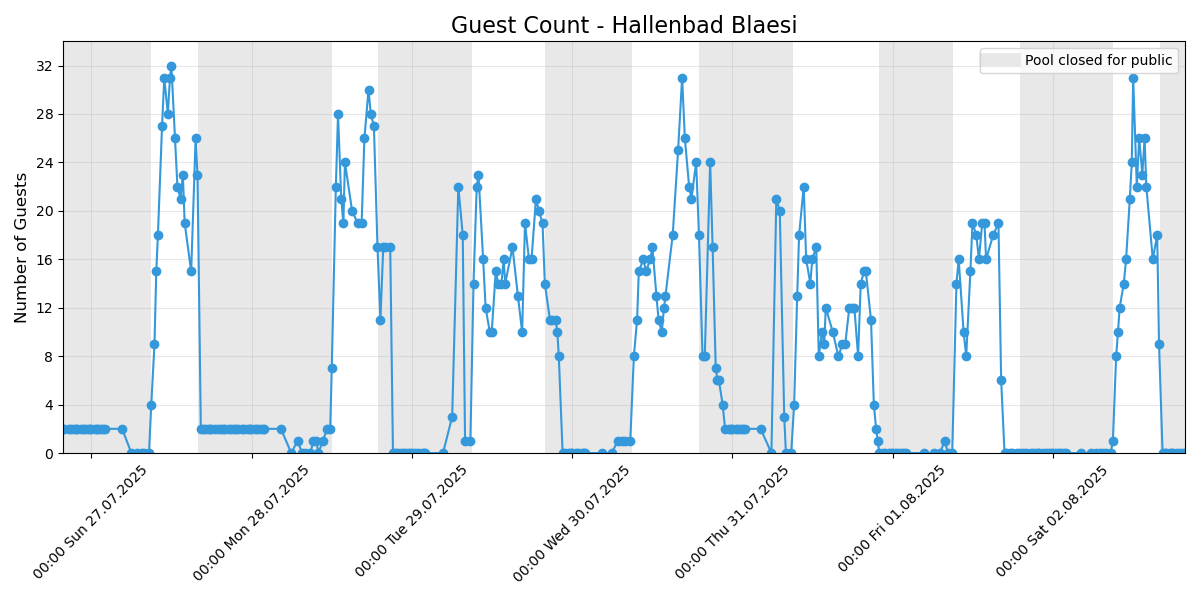 Guest Count - Hallenbad Blaesi
Pool closed for public
Number of Guests
32
28
24
20
16
12
8
4
0
00:00 Sun 27.07.2025
00:00 Mon 28.07.2025
00:00 Tue 29.07.2025
00:00 Wed 30.07.2025
00:00 Thu 31.07.2025
00:00 Fri 01.08.2025
00:00 Sat 02.08.2025